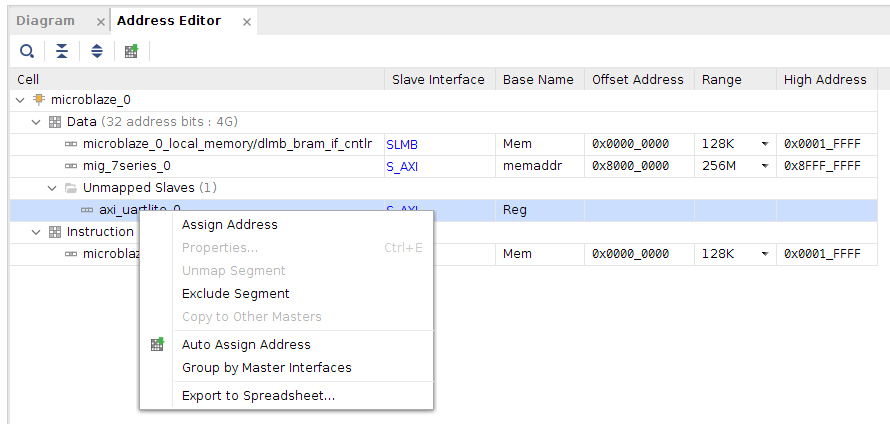 Diagram × Address Editor ×
Cell Slave Interface Base Name Offset Address Range High Address
microblaze_0
Data (32 address bits : 4G)
microblaze_0_local_memory/dlmb_bram_if_cntlr SLMB Mem 0x0000_0000 128K 0x0001_FFFF
mig_7series_0 S_AXI memaddr 0x8000_0000 256M 0x8FFF_FFFF
Unmapped Slaves (1)
axi_uartlite_0 S_AXI Reg
Instruction
microblaz Mem 0x0000_0000 128K 0x0001_FFFF
Assign Address
Properties... Ctrl+E
Unmap Segment
Exclude Segment
Copy to Other Masters
Auto Assign Address
Group by Master Interfaces
Export to Spreadsheet...